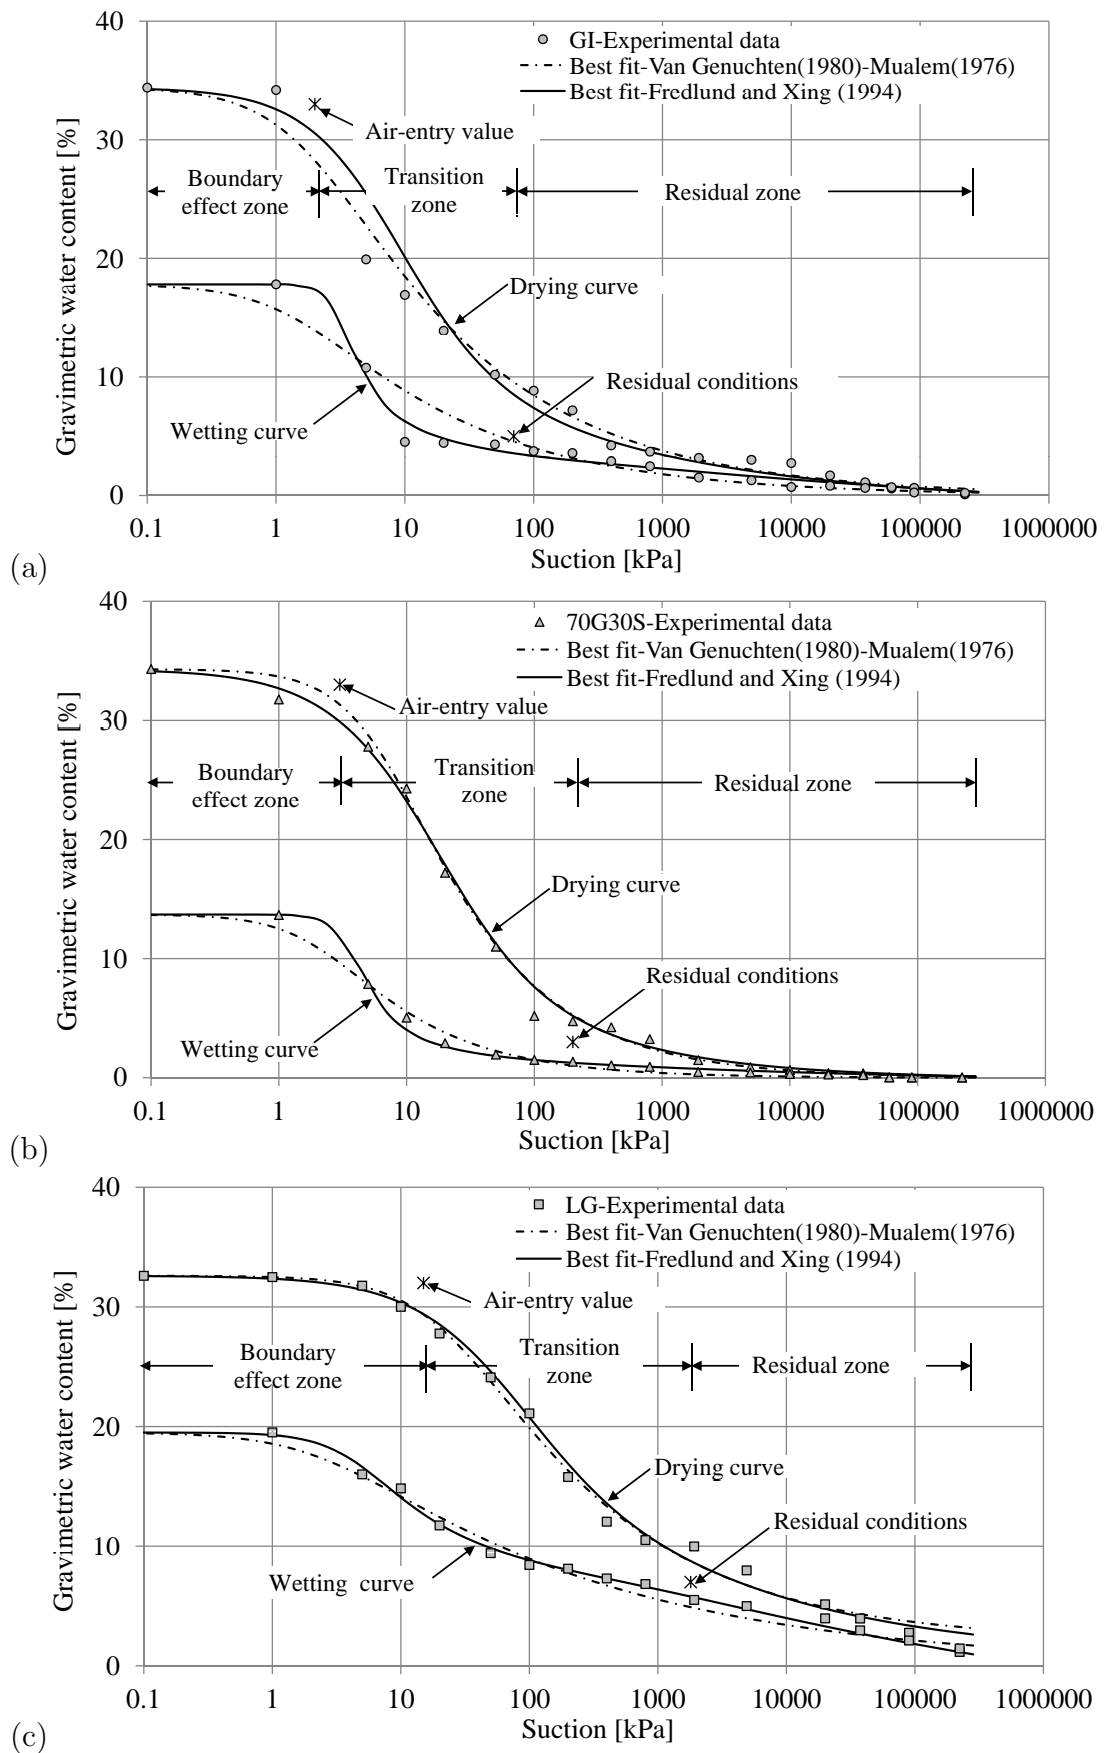 40
30
20
10
0
Gravimetric water content [%]
GI-Experimental data
Best fit-Van Genuchten(1980)-Mualem(1976)
Best fit-Fredlund and Xing (1994)
Air-entry value
Boundary
effect zone
Transition
zone
Residual zone
Drying curve
Residual conditions
Wetting curve
0.1 1 10 100 1000 10000 100000 1000000
Suction [kPa]
(a)
40
30
20
10
0
Gravimetric water content [%]
70G30S-Experimental data
Best fit-Van Genuchten(1980)-Mualem(1976)
Best fit-Fredlund and Xing (1994)
Air-entry value
Boundary
effect zone
Transition
zone
Residual zone
Drying curve
Residual conditions
Wetting curve
0.1 1 10 100 1000 10000 100000 1000000
Suction [kPa]
(b)
40
30
20
10
0
Gravimetric water content [%]
LG-Experimental data
Best fit-Van Genuchten(1980)-Mualem(1976)
Best fit-Fredlund and Xing (1994)
Air-entry value
Boundary
effect zone
Transition
zone
Residual zone
Drying curve
Residual conditions
Wetting curve
0.1 1 10 100 1000 10000 100000 1000000
Suction [kPa]
(c)